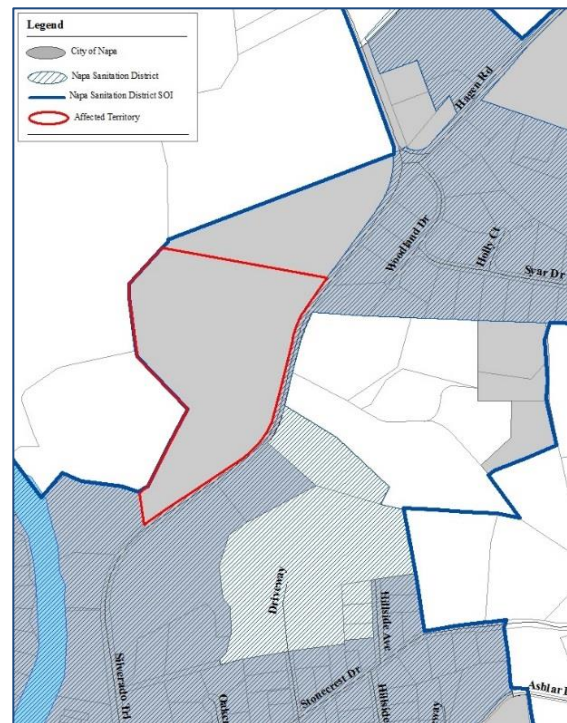 Legend
City of Napa
Napa Sanitation District
Napa Sanitation District SOI
Affected Territory
Hagen Rd
Woodland Dr
Holly Ct
Syar Dr
Driveway
Hillside Ave
Silverado Trl
Stonecrest Dr
Hillside
Ashlar